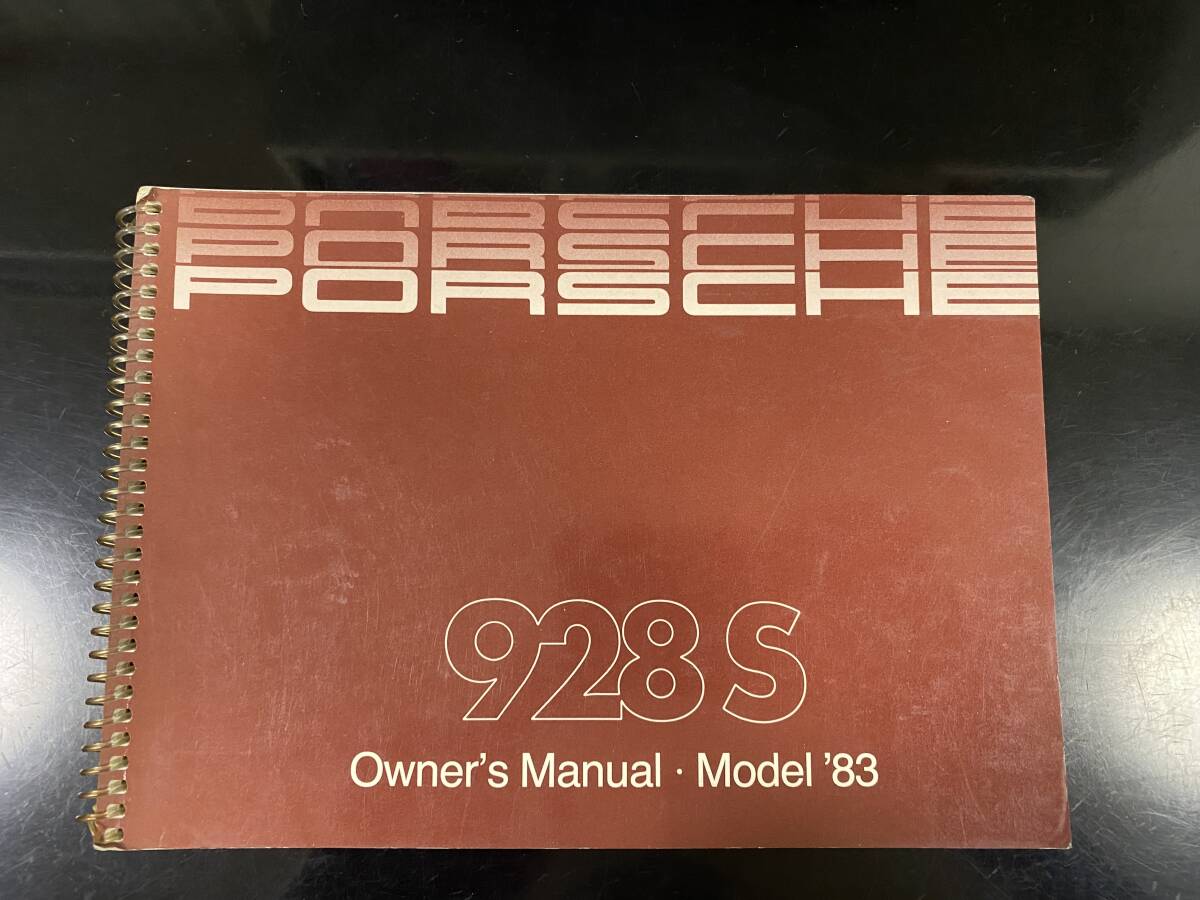 PORSCHE
PORSCHE
PORSCHE
928 S
Owner's Manual · Model '83